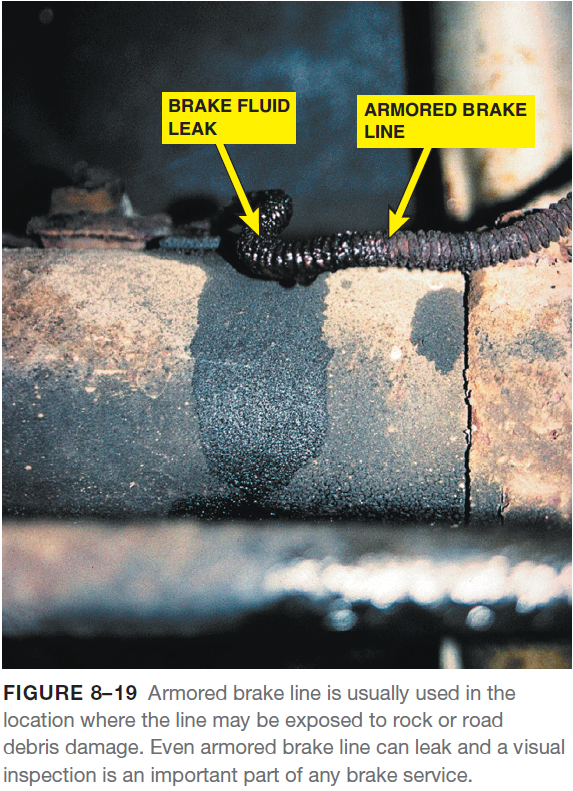 BRAKE FLUID
LEAK
ARMORED BRAKE
LINE
FIGURE 8–19 Armored brake line is usually used in the
location where the line may be exposed to rock or road
debris damage. Even armored brake line can leak and a visual
inspection is an important part of any brake service.